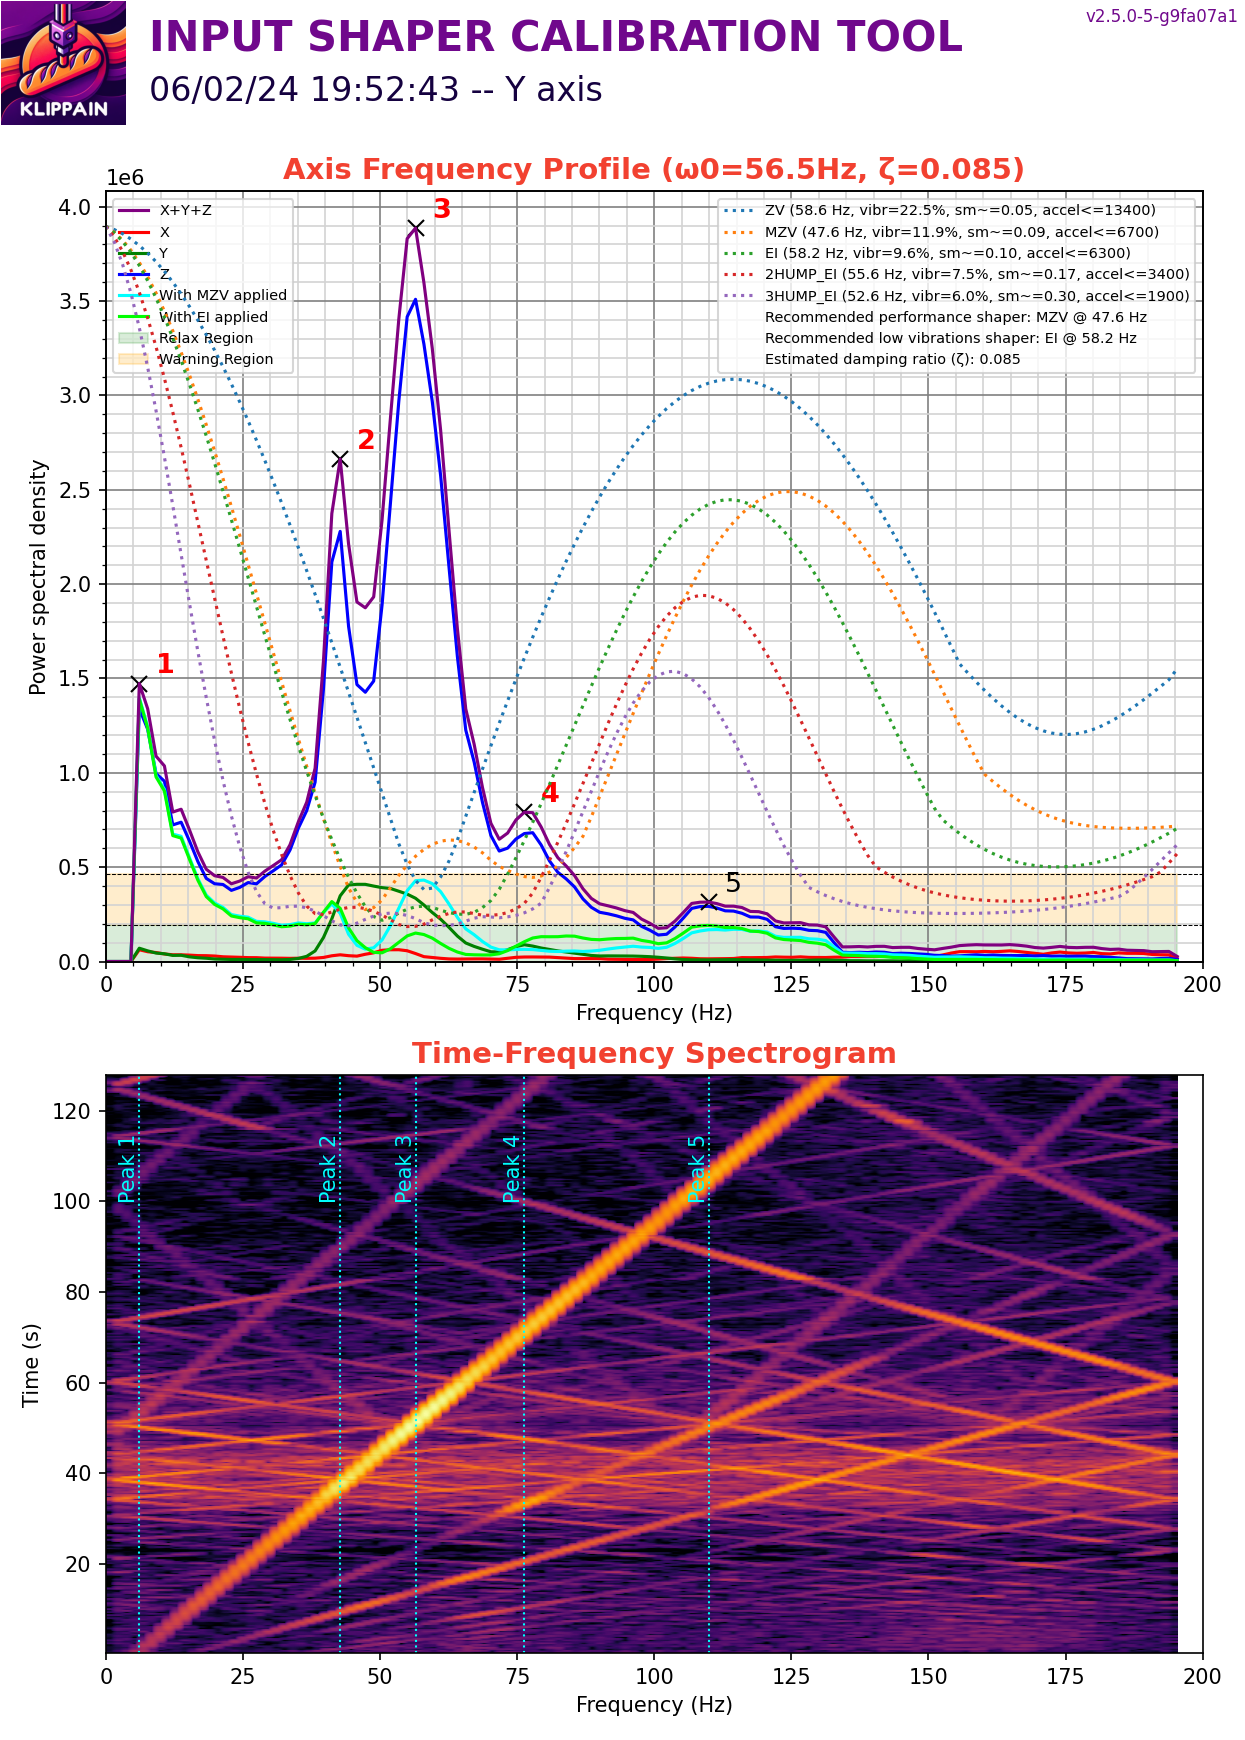 v2.5.0-5-g9fa07a1
INPUT SHAPER CALIBRATION TOOL
06/02/24 19:52:43 -- Y axis
KLIPPAIN
Axis Frequency Profile (ω0=56.5Hz, ζ=0.085)
1e6
X+Y+Z
X
Y
Z
With MZV applied
With EI applied
Relax Region
Warning Region
ZV (58.6 Hz, vibr=22.5%, sm~=0.05, accel<=13400)
MZV (47.6 Hz, vibr=11.9%, sm~=0.09, accel<=6700)
EI (58.2 Hz, vibr=9.6%, sm~=0.10, accel<=6300)
2HUMP_EI (55.6 Hz, vibr=7.5%, sm~=0.17, accel<=3400)
3HUMP_EI (52.6 Hz, vibr=6.0%, sm~=0.30, accel<=1900)
Recommended performance shaper: MZV @ 47.6 Hz
Recommended low vibrations shaper: EI @ 58.2 Hz
Estimated damping ratio (ζ): 0.085
4.0
3.5
3.0
2.5
2.0
1.5
1.0
0.5
0.0
Power spectral density
1
2
3
4
5
0 25 50 75 100 125 150 175 200
Frequency (Hz)
Time-Frequency Spectrogram
120
100
80
60
40
20
Time (s)
Peak 1
Peak 2
Peak 3
Peak 4
Peak 5
0 25 50 75 100 125 150 175 200
Frequency (Hz)